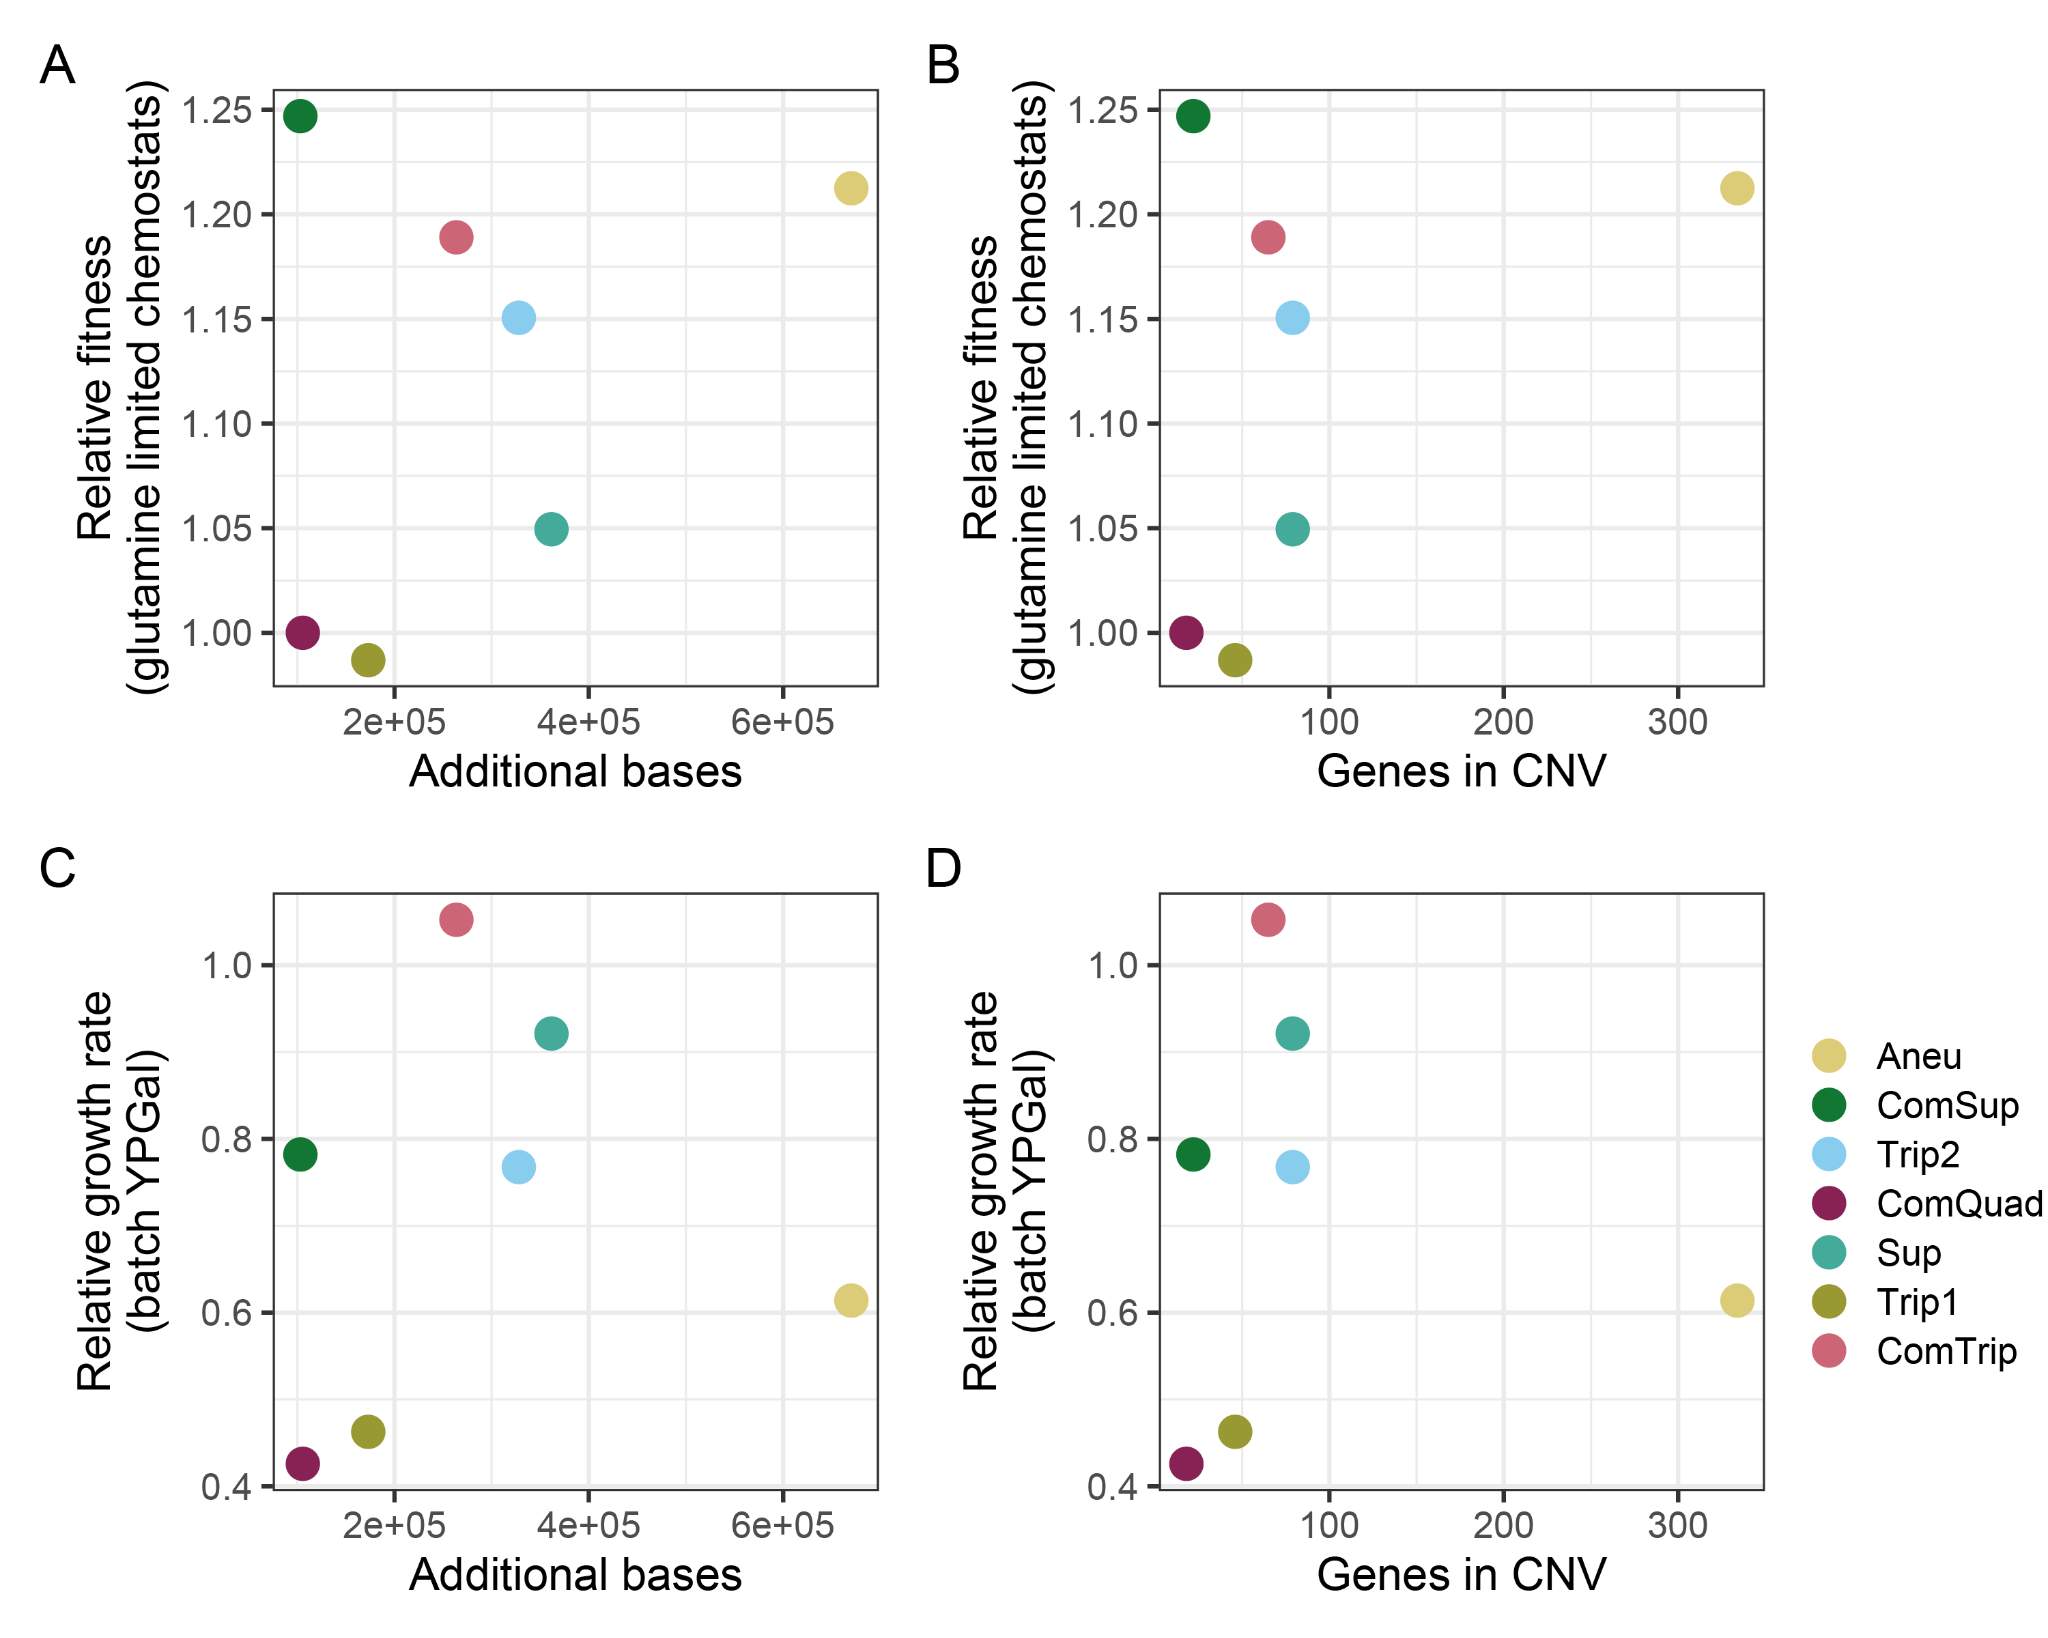 A
Relative fitness
(glutamine limited chemostats)
1.25
1.20
1.15
1.10
1.05
1.00
2e+05 4e+05 6e+05
Additional bases
B
Relative fitness
(glutamine limited chemostats)
1.25
1.20
1.15
1.10
1.05
1.00
100 200 300
Genes in CNV
C
Relative growth rate
(batch YPGal)
1.0
0.8
0.6
0.4
2e+05 4e+05 6e+05
Additional bases
D
Relative growth rate
(batch YPGal)
1.0
0.8
0.6
0.4
100 200 300
Genes in CNV
Aneu
ComSup
Trip2
ComQuad
Sup
Trip1
ComTrip